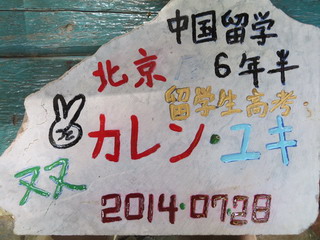 中国留学
北京 6年半
留学生高考
カレン・ユキ
双又
2014・07・28